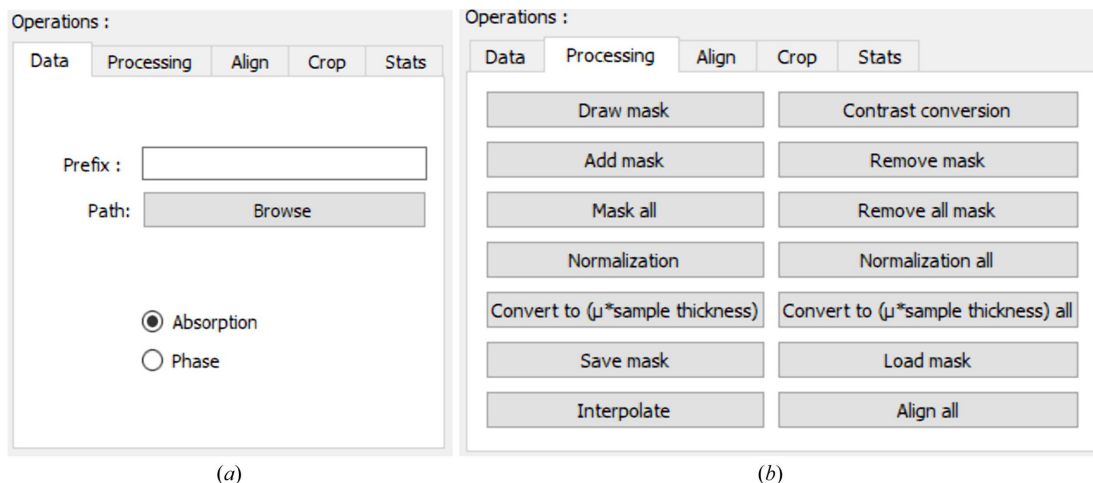 Operations :
Data Processing Align Crop Stats
Prefix :
Path: Browse
Absorption
Phase
(a)
Operations :
Data Processing Align Crop Stats
Draw mask Contrast conversion
Add mask Remove mask
Mask all Remove all mask
Normalization Normalization all
Convert to (µ*sample thickness) Convert to (µ*sample thickness) all
Save mask Load mask
Interpolate Align all
(b)